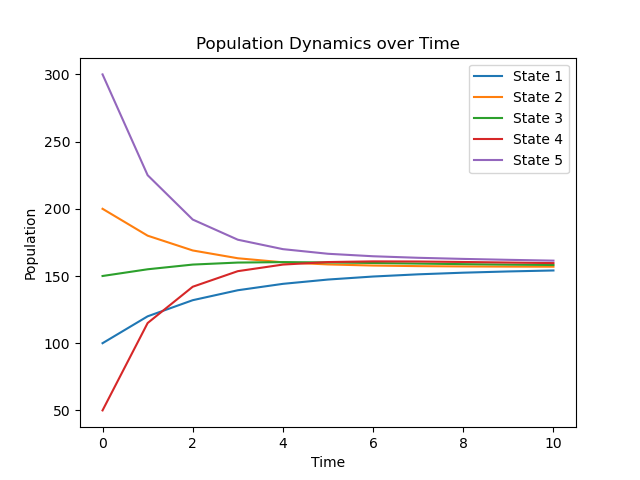 Population Dynamics over Time
300
250
200
150
100
50
Population
0
2
4
6
8
10
Time
State 1
State 2
State 3
State 4
State 5